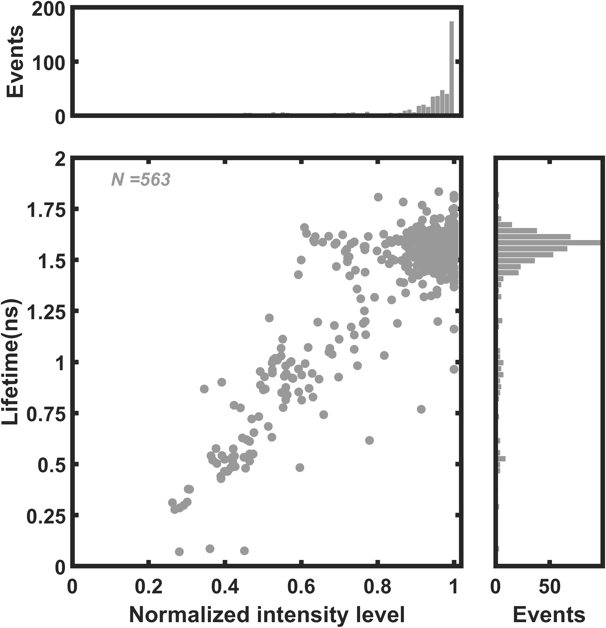 200
100
0
Events
2
1.75
1.5
1.25
1
0.75
0.5
0.25
0
Lifetime(ns)
N =563
0 0.2 0.4 0.6 0.8 1
Normalized intensity level
0 50
Events